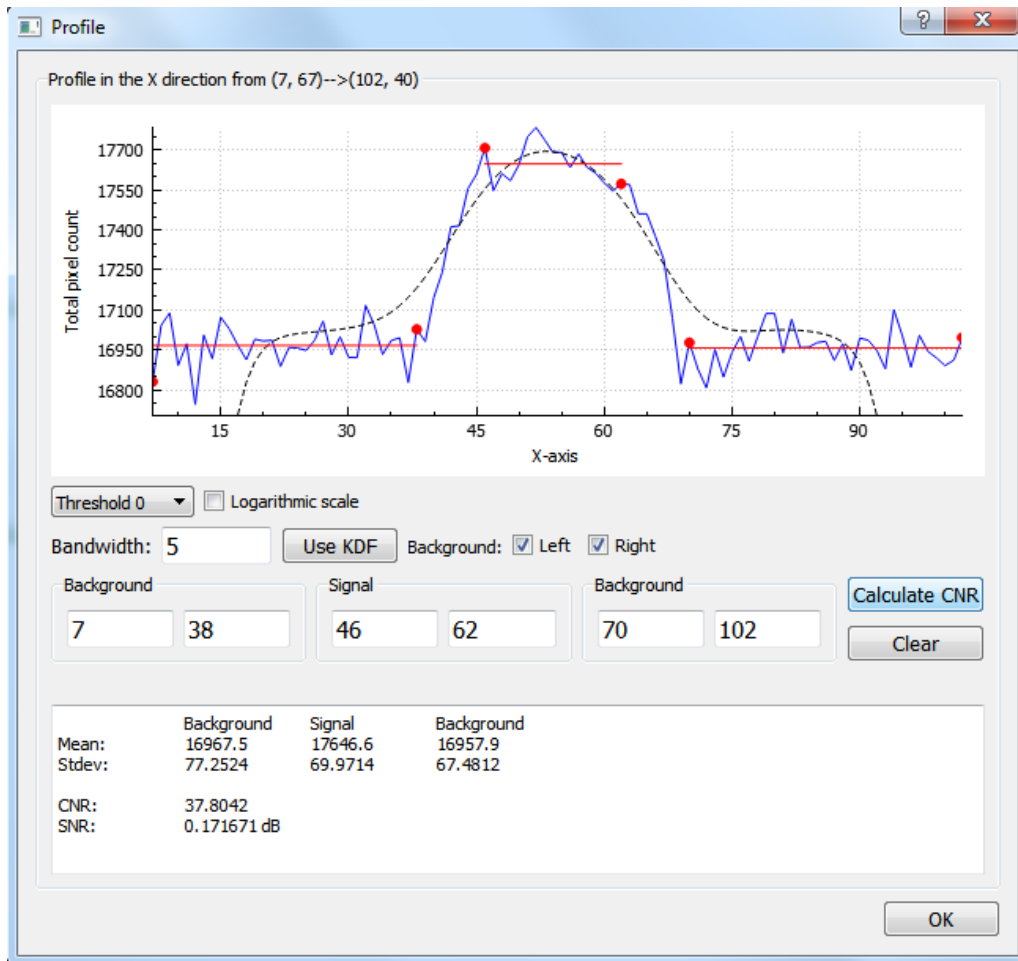 Profile
?
X
Profile in the X direction from (7, 67)-->(102, 40)
17700
17550
17400
17250
17100
16950
16800
Total pixel count
15 30 45 60 75 90
X-axis
Threshold 0 Logarithmic scale
Bandwidth: 5 Use KDF Background: Left Right
Background Signal Background
7 38 46 62 70 102
Calculate CNR
Clear
Background Signal Background
Mean: 16967.5 17646.6 16957.9
Stdev: 77.2524 69.9714 67.4812
CNR: 37.8042
SNR: 0.171671 dB
OK